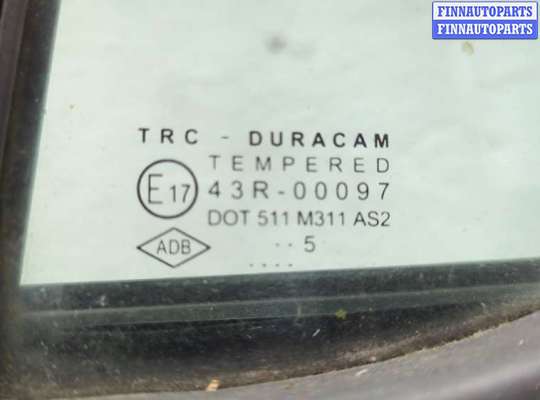 FINNAUTOPARTS
FINNAUTOPARTS
TRC - DURACAM
TEMPERED
E17 43R-00097
DOT 511 M311 AS2
ADB ·· 5
····